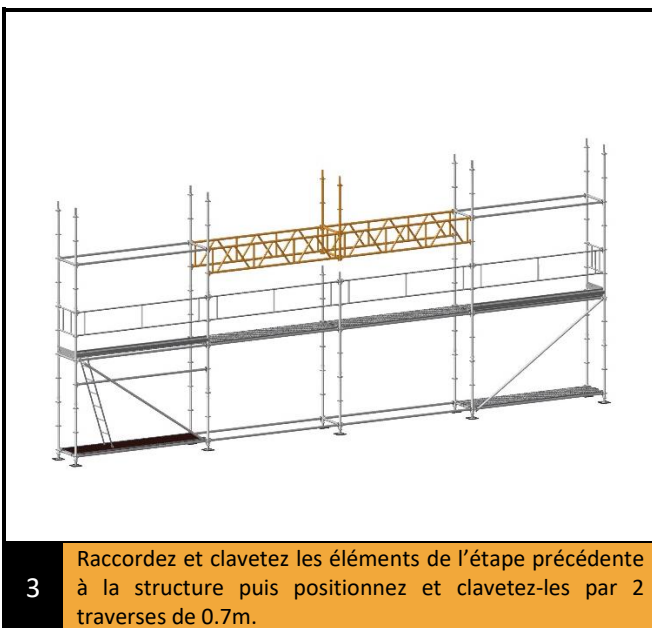 3
Raccordez et clavetez les éléments de l’étape précédente
à la structure puis positionnez et clavetez-les par 2
traverses de 0.7m.